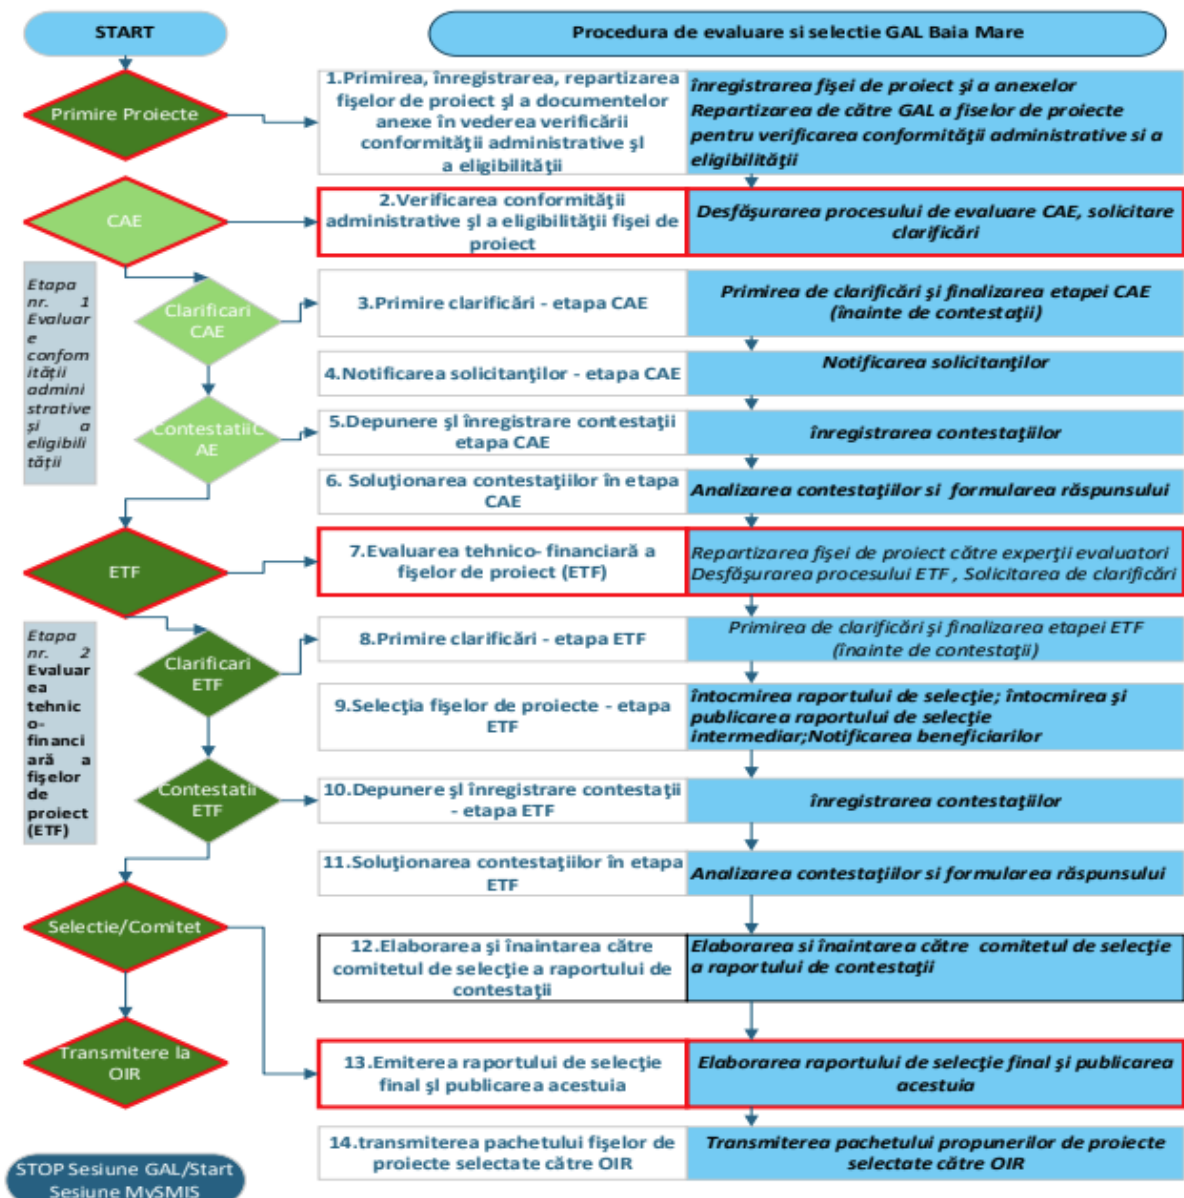 START
Procedura de evaluare si selectie GAL Baia Mare
Primire Proiecte
1.Primirea, înregistrarea, repartizarea
fişelor de proiect şl a documentelor
anexe în vederea verificării
conformităţii administrative şl
a eligibilităţii
înregistrarea fişei de proiect şi a anexelor
Repartizarea de către GAL a fiselor de proiecte
pentru verificarea conformităţii administrative si a
eligibilităţii
CAE
2.Verificarea conformităţii
administrative şl a eligibilităţii fişei de
proiect
Desfăşurarea procesului de evaluare CAE, solicitare
clarificări
Etapa
nr. 1
Evaluar
e
conform
ităţii
admini
strative
şi a
eligibili
tăţii
Clarificari
CAE
3.Primire clarificări - etapa CAE
Primirea de clarificări şi finalizarea etapei CAE
(înainte de contestaţii)
4.Notificarea solicitanţilor - etapa CAE
Notificarea solicitanţilor
ContestatiiC
AE
5.Depunere şl înregistrare contestaţii
etapa CAE
înregistrarea contestaţiilor
6. Soluţionarea contestaţiilor în etapa
CAE
Analizarea contestaţiilor si formularea răspunsului
ETF
7.Evaluarea tehnico- financiară a
fişelor de proiect (ETF)
Repartizarea fişei de proiect către experţii evaluatori
Desfăşurarea procesului ETF , Solicitarea de clarificări
Etapa
nr. 2
Evaluar
ea
tehnic
o-
financi
ară a
fişelor
de
proiect
(ETF)
Clarificari
ETF
8.Primire clarificări - etapa ETF
Primirea de clarificări şi finalizarea etapei ETF
(înainte de contestaţii)
9.Selecţia fişelor de proiecte - etapa
ETF
întocmirea raportului de selecţie; întocmirea şi
publicarea raportului de selecţie
intermediar;Notificarea beneficiarilor
Contestatii
ETF
10.Depunere şl înregistrare contestaţii
- etapa ETF
înregistrarea contestaţiilor
11.Soluţionarea contestaţiilor în etapa
ETF
Analizarea contestaţiilor si formularea răspunsului
Selectie/Comitet
12.Elaborarea şi înaintarea către
comitetul de selecţie a raportului de
contestaţii
Elaborarea si înaintarea către comitetul de selecţie
a raportului de contestaţii
Transmitere la
OIR
13.Emiterea raportului de selecţie
final şl publicarea acestuia
Elaborarea raportului de selecţie final şi publicarea
acestuia
14.transmiterea pachetului fişelor de
proiecte selectate către OIR
Transmiterea pachetului propunerilor de proiecte
selectate către OIR
STOP Sesiune GAL/Start
Sesiune MySMIS